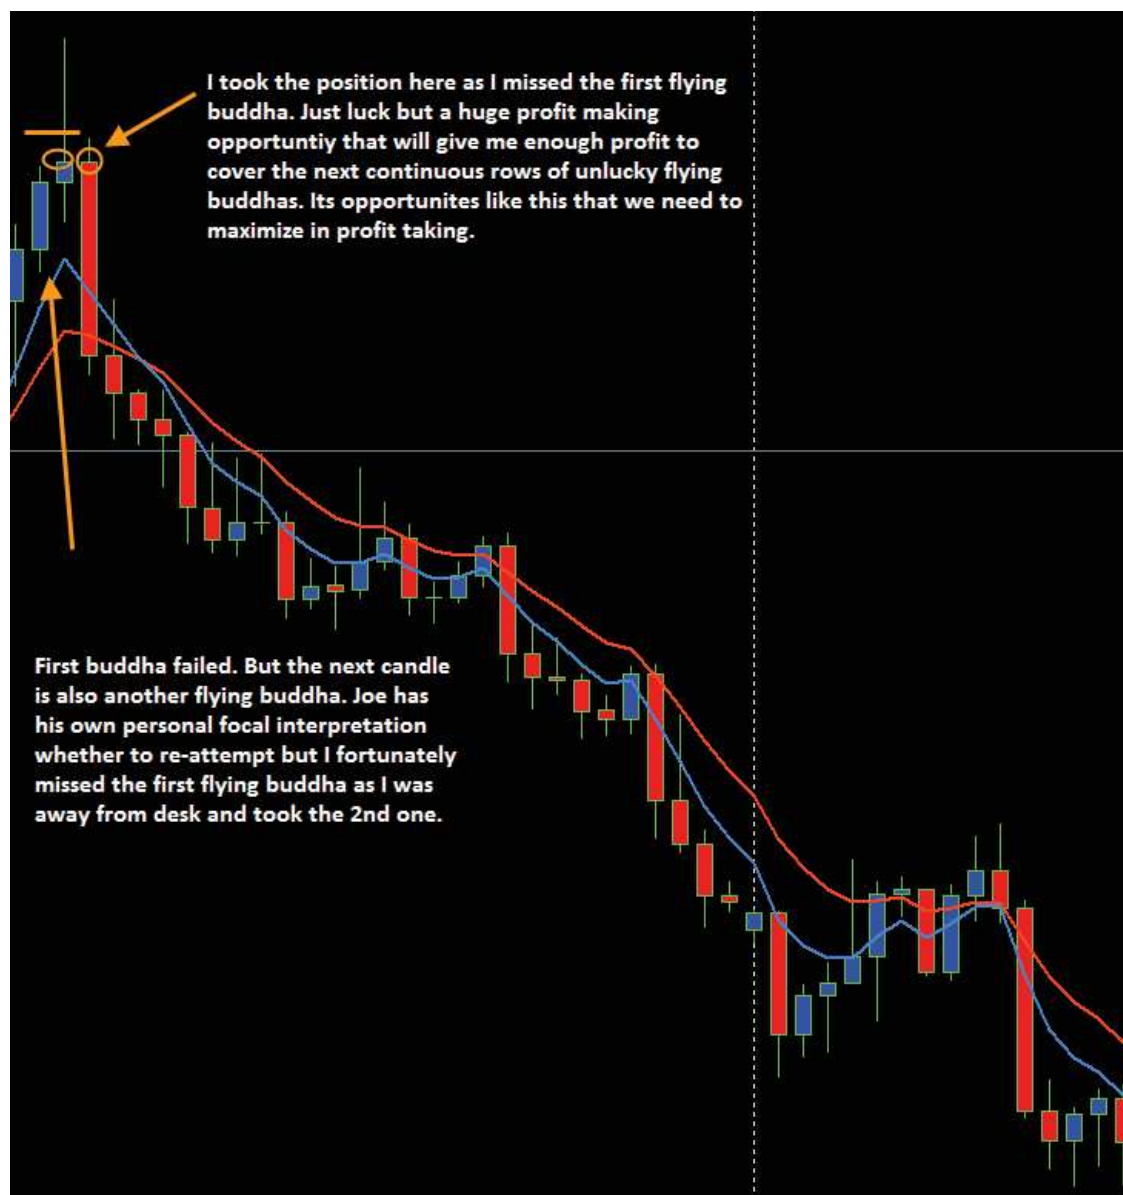 I took the position here as I missed the first flying
buddha. Just luck but a huge profit making
opportuntiy that will give me enough profit to
cover the next continuous rows of unlucky flying
buddhas. Its opportunites like this that we need to
maximize in profit taking.
First buddha failed. But the next candle
is also another flying buddha. Joe has
his own personal focal interpretation
whether to re-attempt but I fortunately
missed the first flying buddha as I was
away from desk and took the 2nd one.